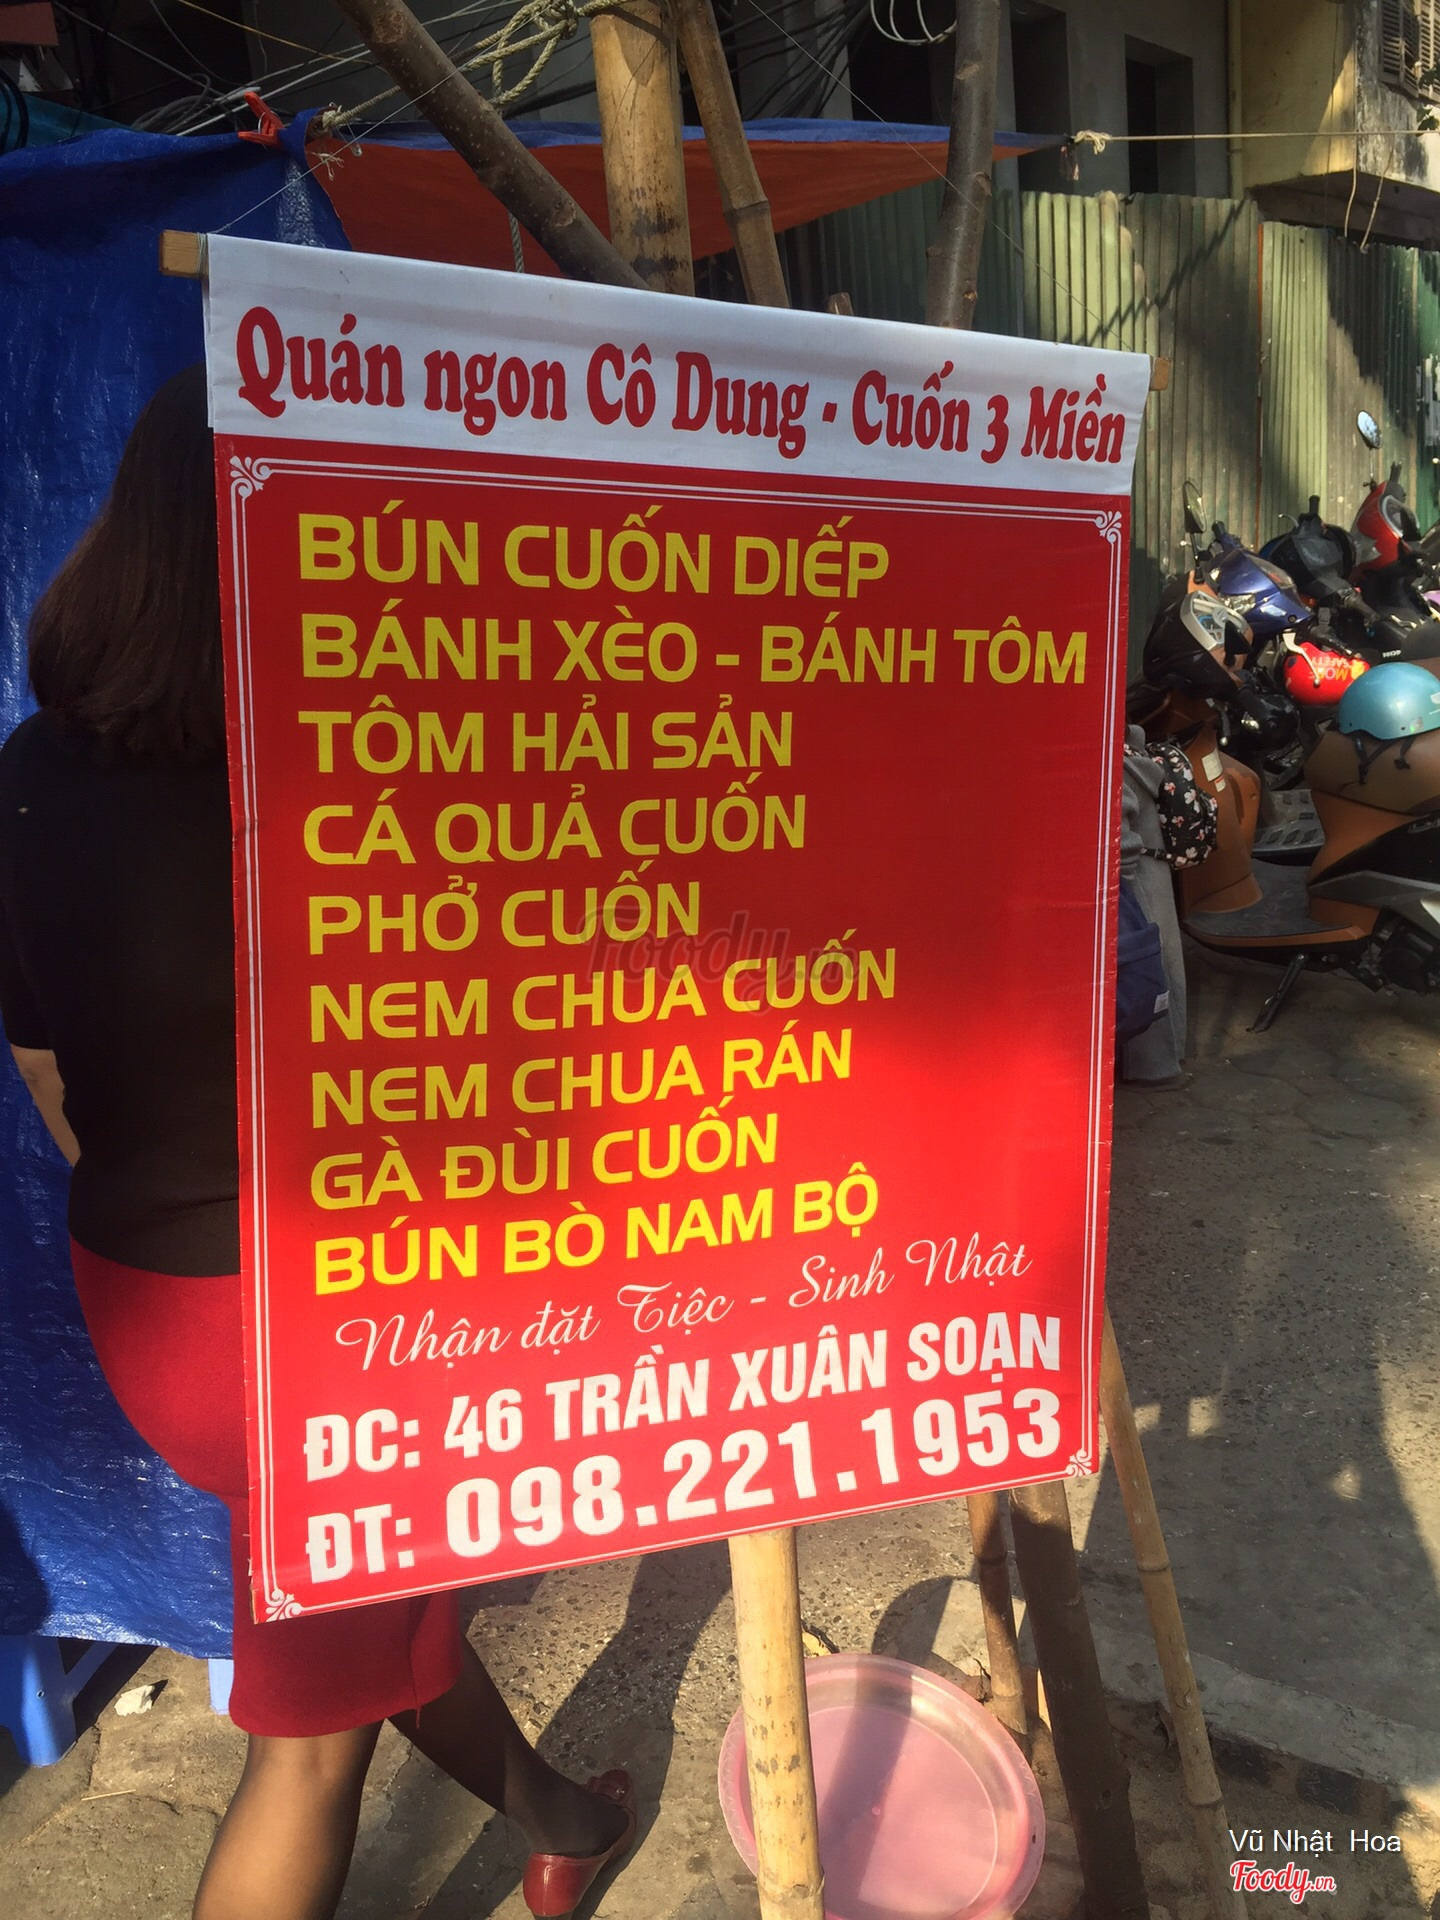 Quán ngon Cô Dung - Cuốn 3 Miền
BÚN CUỐN DIẾP
BÁNH XÈO - BÁNH TÔM
TÔM HẢI SẢN
CÁ QUẢ CUỐN
PHỞ CUỐN
NEM CHUA CUỐN
NEM CHUA RÁN
GÀ ĐÙI CUỐN
BÚN BÒ NAM BỘ
Nhận đặt Tiệc - Sinh Nhật
ĐC: 46 TRẦN XUÂN SOẠN
ĐT: 098.221.1953
Foody.vn
Vũ Nhật Hoa
Foody.vn